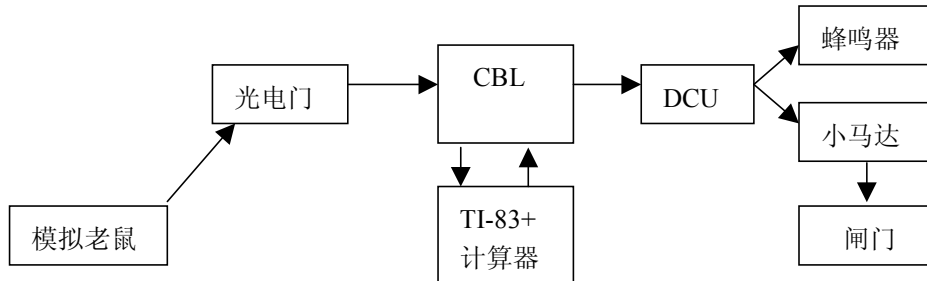 蜂鸣器
光电门
CBL
DCU
小马达
模拟老鼠
TI-83+
计算器
闸门